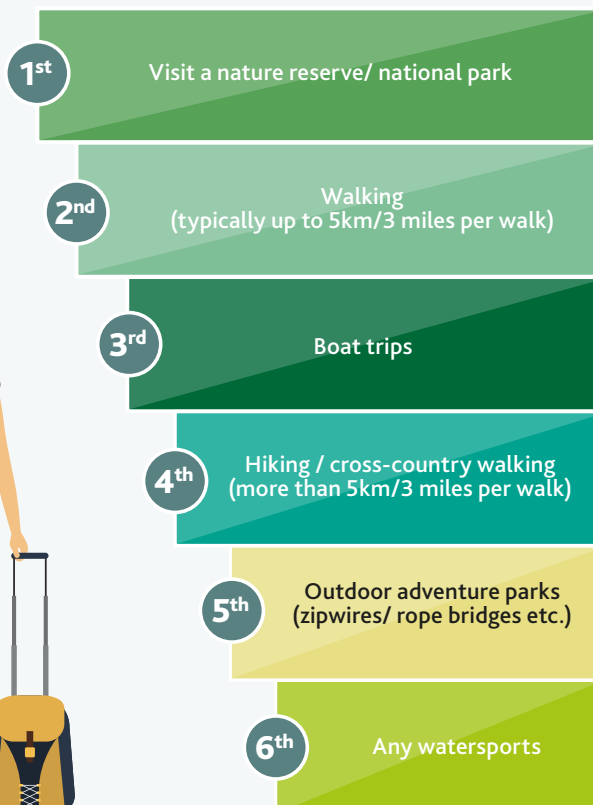 1st
Visit a nature reserve/ national park
2nd
Walking
(typically up to 5km/3 miles per walk)
3rd
Boat trips
4th
Hiking / cross-country walking
(more than 5km/3 miles per walk)
5th
Outdoor adventure parks
(zipwires/ rope bridges etc.)
6th
Any watersports